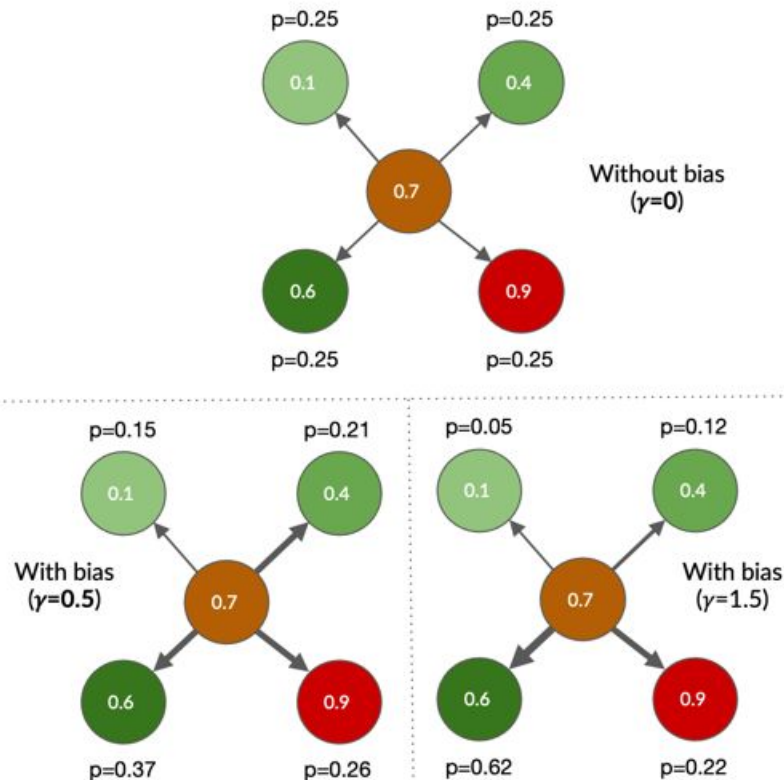 p=0.25
p=0.25
0.1
0.4
0.7
Without bias
(γ=0)
0.6
0.9
p=0.25
p=0.25
p=0.15
p=0.21
0.1
0.4
With bias
(γ=0.5)
0.7
0.6
0.9
p=0.37
p=0.26
p=0.05
p=0.12
0.1
0.4
0.7
With bias
(γ=1.5)
0.6
0.9
p=0.62
p=0.22